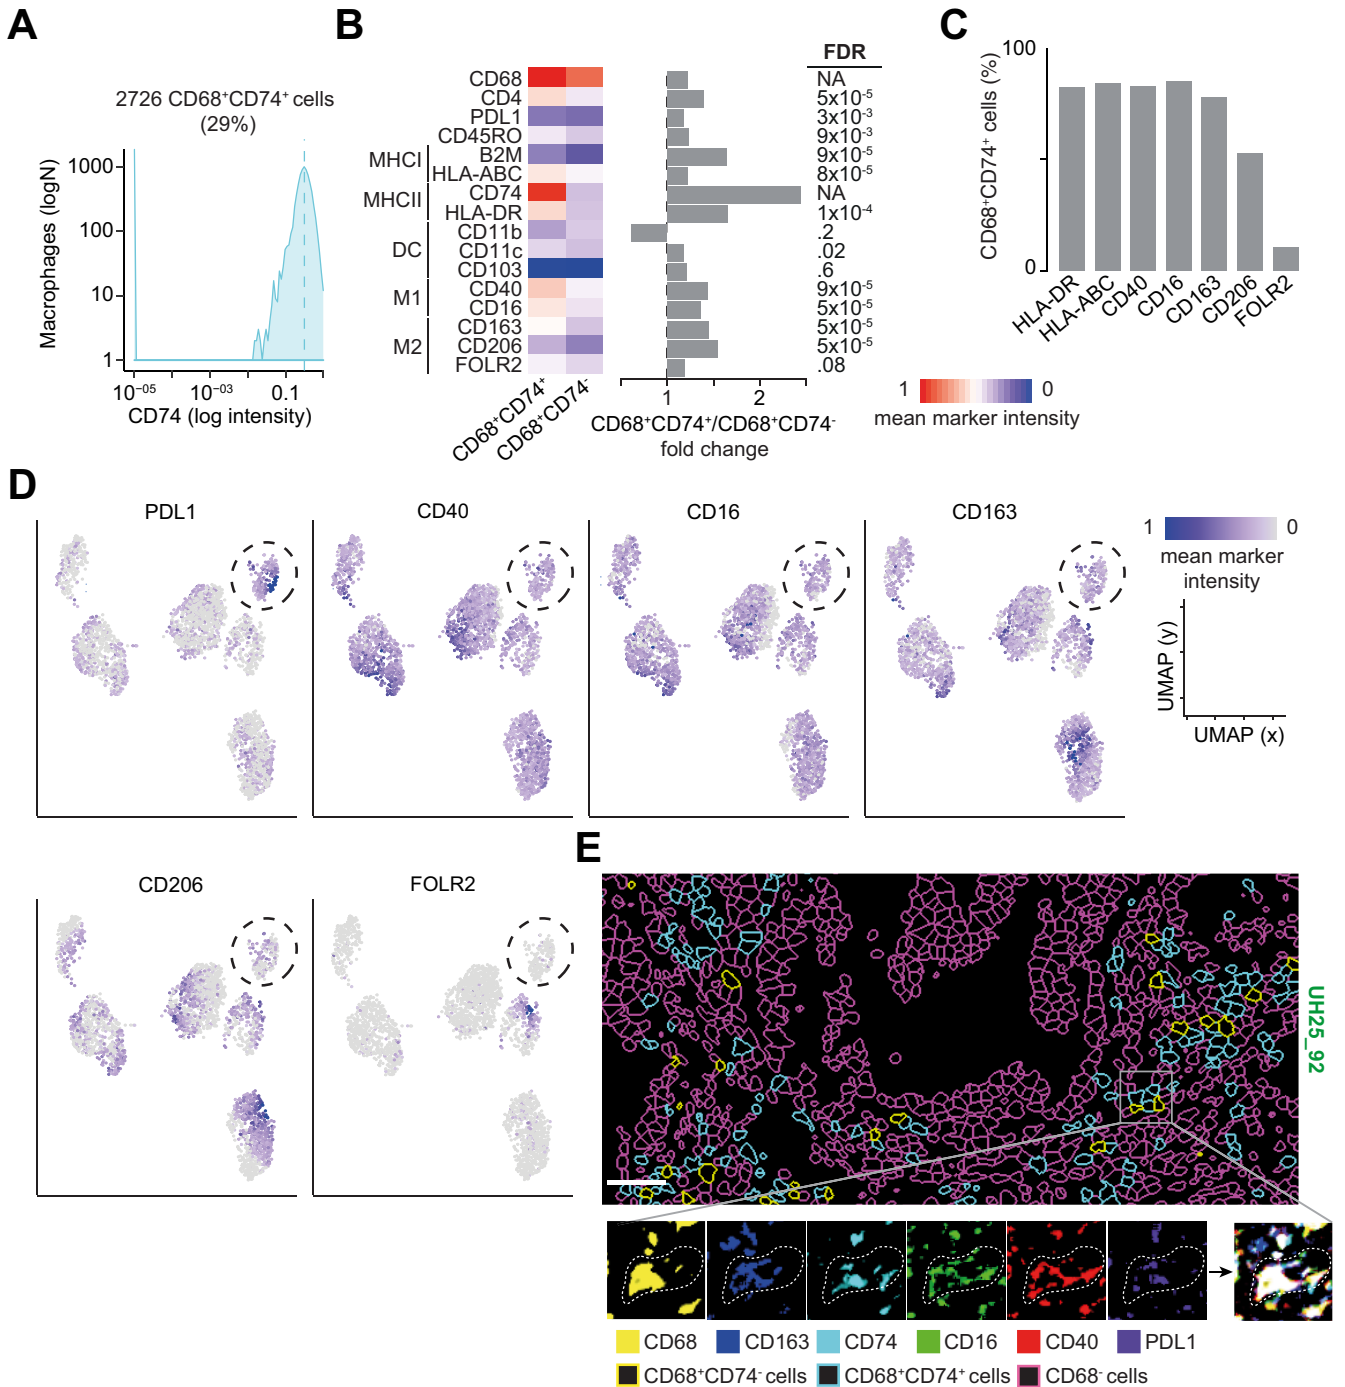 A
2726 CD68⁺CD74⁺ cells
(29%)
Macrophages (logN)
1000
100
10
1
10⁻⁰⁵
10⁻⁰³
0.1
CD74 (log intensity)
B
FDR
CD68 NA
CD4 5x10⁻⁵
PDL1 3x10⁻³
CD45RO 9x10⁻³
MHCI
B2M 9x10⁻⁵
HLA-ABC 8x10⁻⁵
MHCII
CD74 NA
HLA-DR 1x10⁻⁴
DC
CD11b .2
CD11c .02
CD103 .6
M1
CD40 9x10⁻⁵
CD16 5x10⁻⁵
M2
CD163 5x10⁻⁵
CD206 5x10⁻⁵
FOLR2 .08
CD68⁺CD74⁺
CD68⁺CD74⁻
1 2
CD68⁺CD74⁺/CD68⁺CD74⁻
fold change
1 0
mean marker intensity
C
CD68⁺CD74⁺ cells (%)
100
0
HLA-DR
HLA-ABC
CD40
CD16
CD163
CD206
FOLR2
D
PDL1
CD40
CD16
CD163
1 0
mean marker
intensity
UMAP (y)
UMAP (x)
CD206
FOLR2
E
UH25_92
CD68 CD163 CD74 CD16 CD40 PDL1
CD68⁺CD74⁻ cells CD68⁺CD74⁺ cells CD68⁻ cells